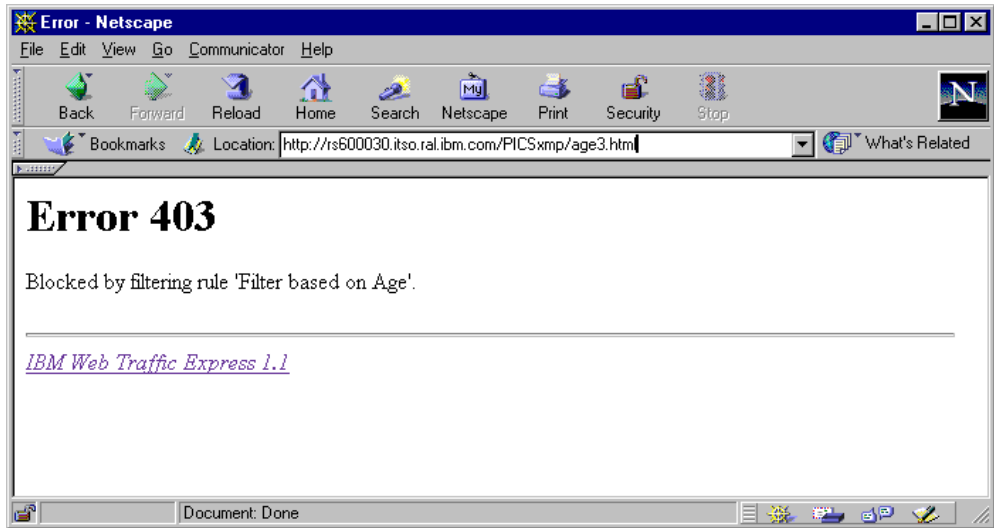 Error - Netscape
File Edit View Go Communicator Help
Back Forward Reload Home Search Netscape Print Security Stop
My
N
Bookmarks Location: http://rs600030.itso.ral.ibm.com/PICSxmp/age3.html What's Related
Error 403
Blocked by filtering rule 'Filter based on Age'.
IBM Web Traffic Express 1.1
Document: Done